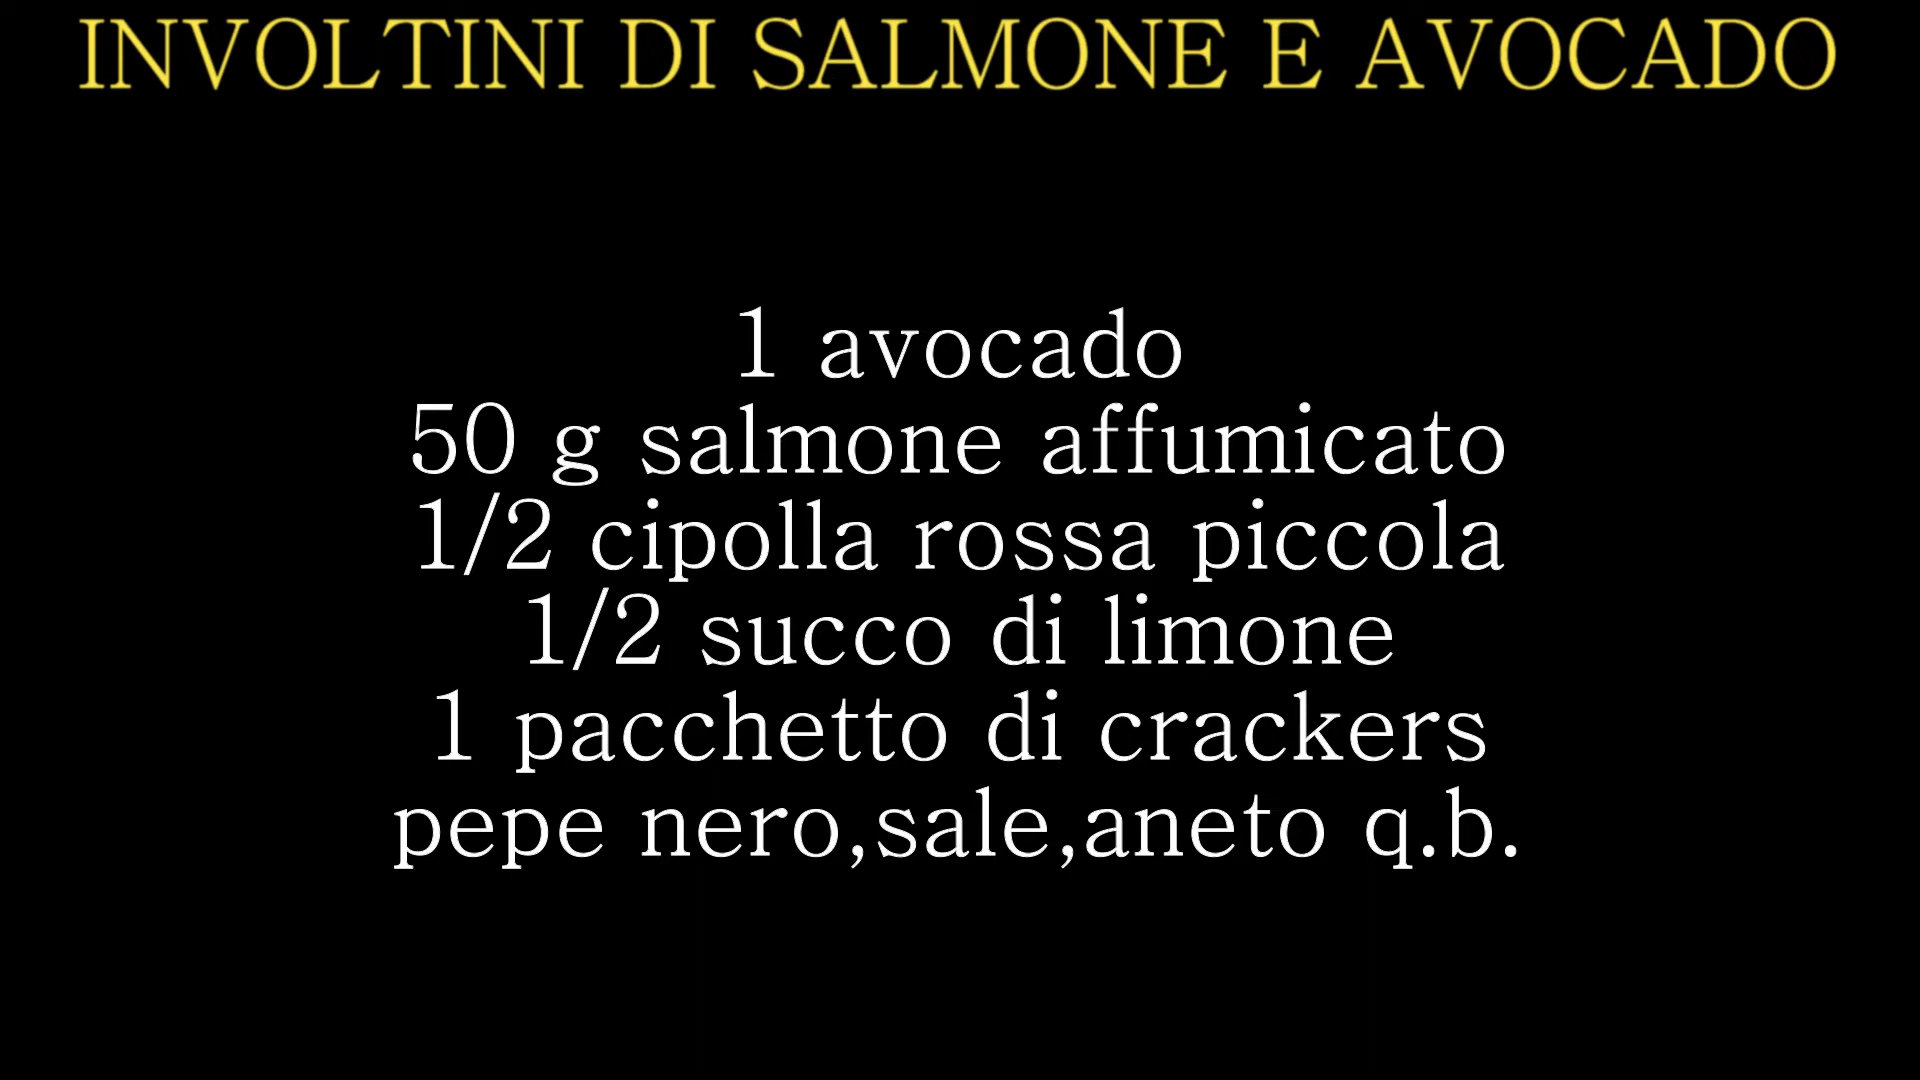 INVOLTINI DI SALMONE E AVOCADO
1 avocado
50 g salmone affumicato
1/2 cipolla rossa piccola
1/2 succo di limone
1 pacchetto di crackers
pepe nero,sale,aneto q.b.